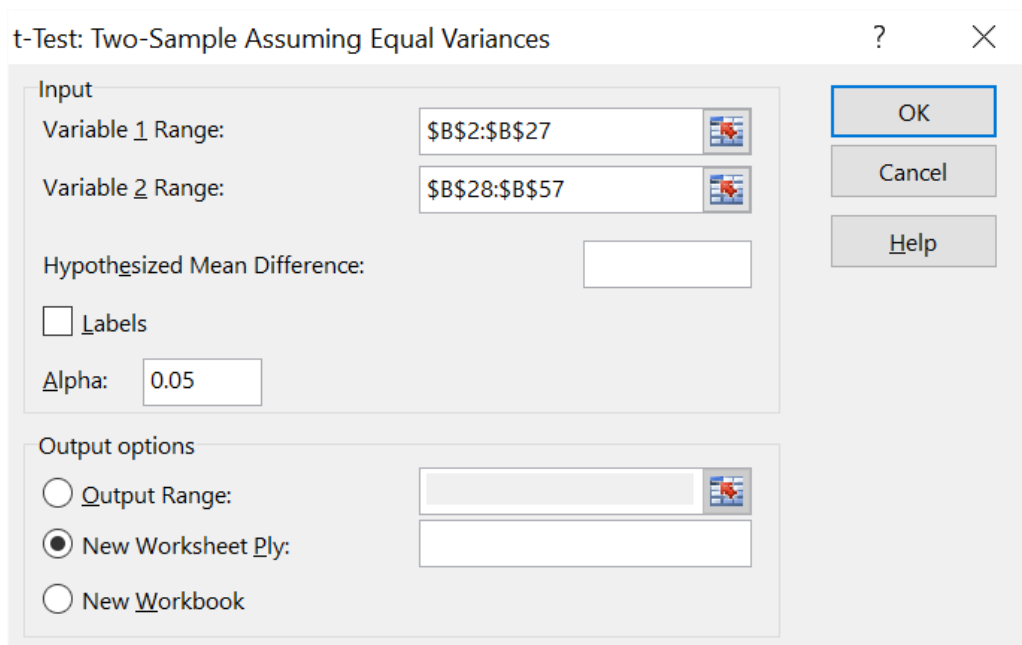 t-Test: Two-Sample Assuming Equal Variances ?
Input
Variable 1 Range: $B$2:$B$27
Variable 2 Range: $B$28:$B$57
Hypothesized Mean Difference:
Labels
Alpha: 0.05
OK
Cancel
Help
Output options
Output Range:
New Worksheet Ply:
New Workbook